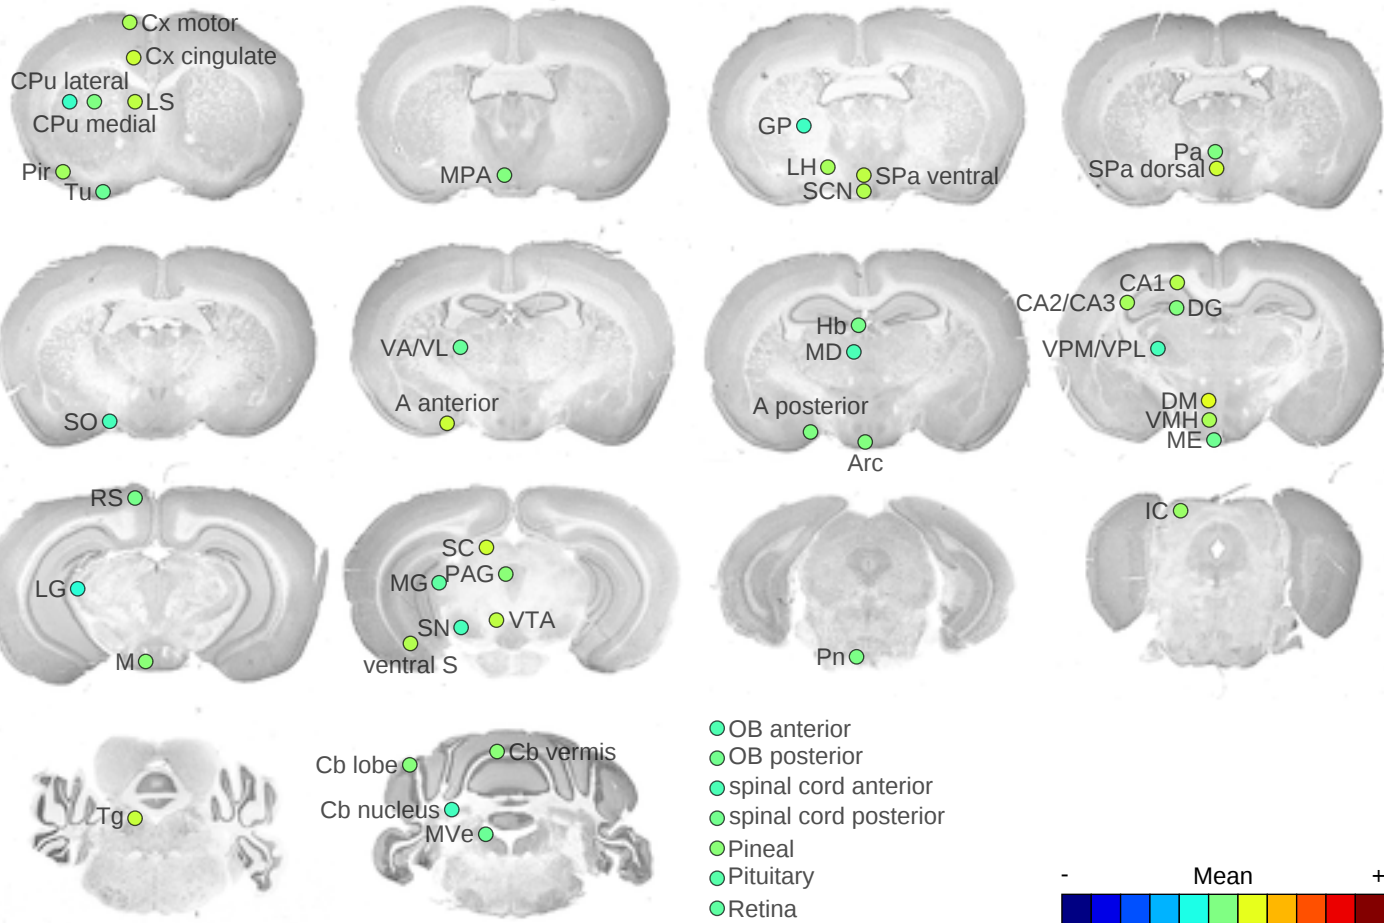 Cx motor
Cx cingulate
CPu lateral
LS
CPu medial
Pir
Tu
MPA
GP
LH
SPa ventral
SCN
Pa
SPa dorsal
SO
VA/VL
A anterior
Hb
MD
A posterior
Arc
CA1
CA2/CA3
DG
VPM/VPL
DM
VMH
ME
RS
LG
M
SC
MG
PAG
SN
VTA
ventral S
Pn
IC
Tg
Cb lobe
Cb vermis
Cb nucleus
MVe
OB anterior
OB posterior
spinal cord anterior
spinal cord posterior
Pineal
Pituitary
Retina
- Mean +